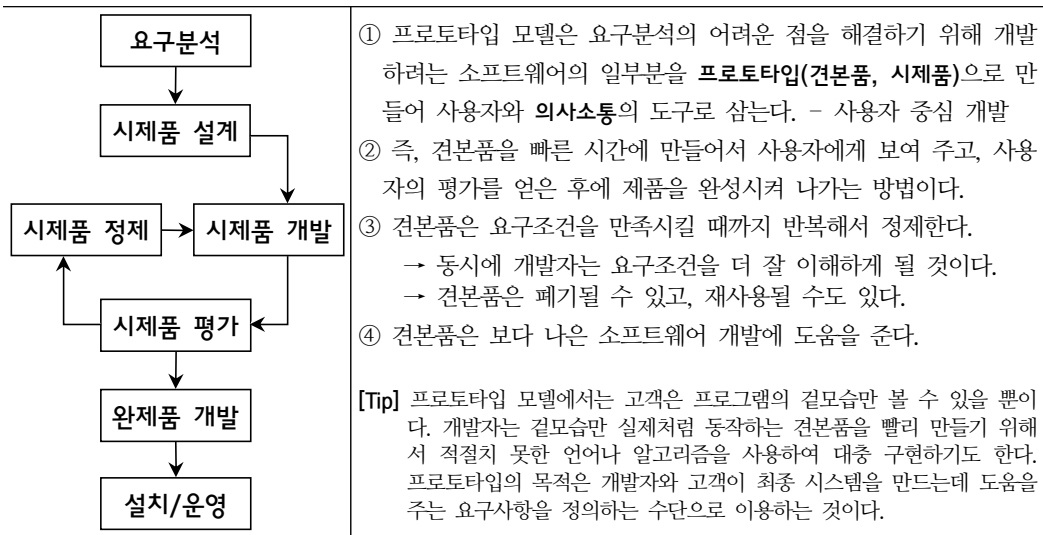 요구분석
시제품 설계
시제품 정제
시제품 개발
시제품 평가
완제품 개발
설치/운영
① 프로토타입 모델은 요구분석의 어려운 점을 해결하기 위해 개발
하려는 소프트웨어의 일부분을 프로토타입(견본품, 시제품)으로 만
들어 사용자와 의사소통의 도구로 삼는다. - 사용자 중심 개발
② 즉, 견본품을 빠른 시간에 만들어서 사용자에게 보여 주고, 사용
자의 평가를 얻은 후에 제품을 완성시켜 나가는 방법이다.
③ 견본품은 요구조건을 만족시킬 때까지 반복해서 정제한다.
→ 동시에 개발자는 요구조건을 더 잘 이해하게 될 것이다.
→ 견본품은 폐기될 수 있고, 재사용될 수도 있다.
④ 견본품은 보다 나은 소프트웨어 개발에 도움을 준다.
[Tip] 프로토타입 모델에서는 고객은 프로그램의 겉모습만 볼 수 있을 뿐이
다. 개발자는 겉모습만 실제처럼 동작하는 견본품을 빨리 만들기 위해
서 적절치 못한 언어나 알고리즘을 사용하여 대충 구현하기도 한다.
프로토타입의 목적은 개발자와 고객이 최종 시스템을 만드는데 도움을
주는 요구사항을 정의하는 수단으로 이용하는 것이다.